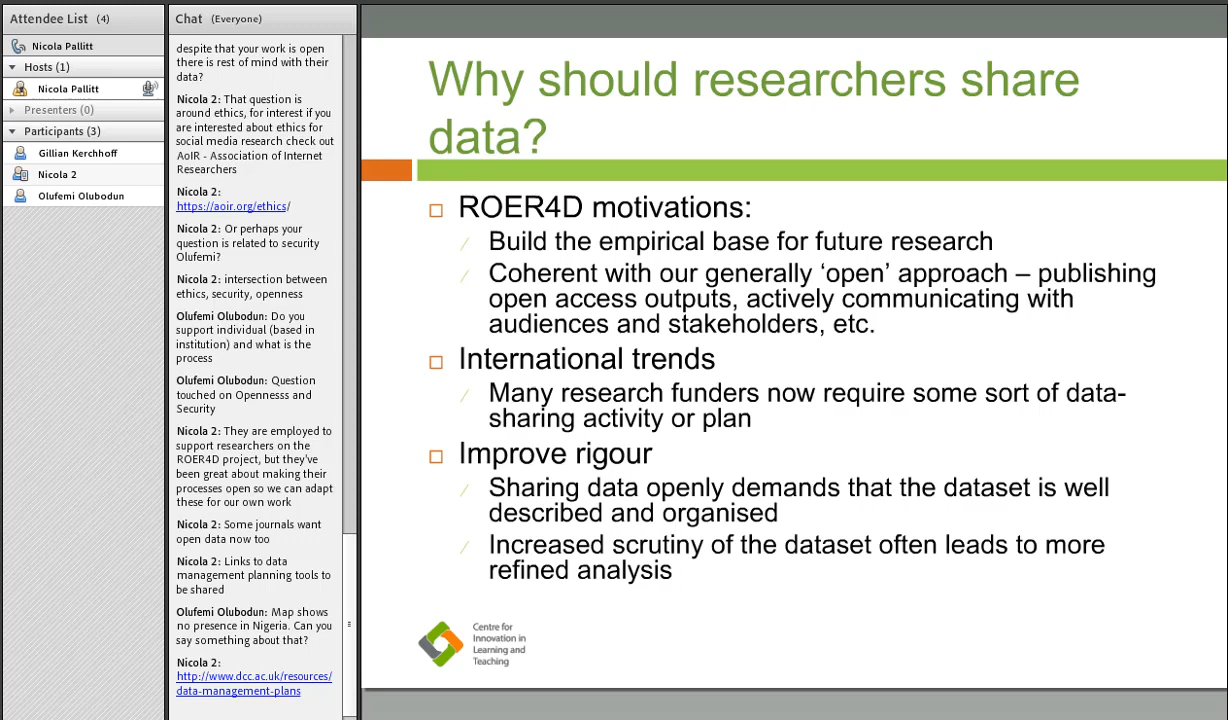 Attendee List (4)
Nicola Pallitt
Hosts (1)
Nicola Pallitt
Presenters (0)
Participants (3)
Gillian Kerchhoff
Nicola 2
Olufemi Olubodun
Chat (Everyone)
despite that your work is open
there is rest of mind with their
data?
Nicola 2: That question is
around ethics, for interest if you
are interested about ethics for
social media research check out
AoIR - Association of Internet
Researchers
Nicola 2:
https://aoir.org/ethics/
Nicola 2: Or perhaps your
question is related to security
Olufemi?
Nicola 2: intersection between
ethics, security, openness
Olufemi Olubodun: Do you
support individual (based in
institution) and what is the
process
Olufemi Olubodun: Question
touched on Opennesss and
Security
Nicola 2: They are employed to
support researchers on the
ROER4D project, but they've
been great about making their
processes open so we can adapt
these for our own work
Nicola 2: Some journals want
open data now too
Nicola 2: Links to data
management planning tools to
be shared
Olufemi Olubodun: Map shows
no presence in Nigeria. Can you
say something about that?
Nicola 2:
http://www.dcc.ac.uk/resources/
data-management-plans
Why should researchers share
data?
ROER4D motivations:
Build the empirical base for future research
Coherent with our generally ‘open’ approach – publishing
open access outputs, actively communicating with
audiences and stakeholders, etc.
International trends
Many research funders now require some sort of data-
sharing activity or plan
Improve rigour
Sharing data openly demands that the dataset is well
described and organised
Increased scrutiny of the dataset often leads to more
refined analysis
Centre for
Innovation in
Learning and
Teaching